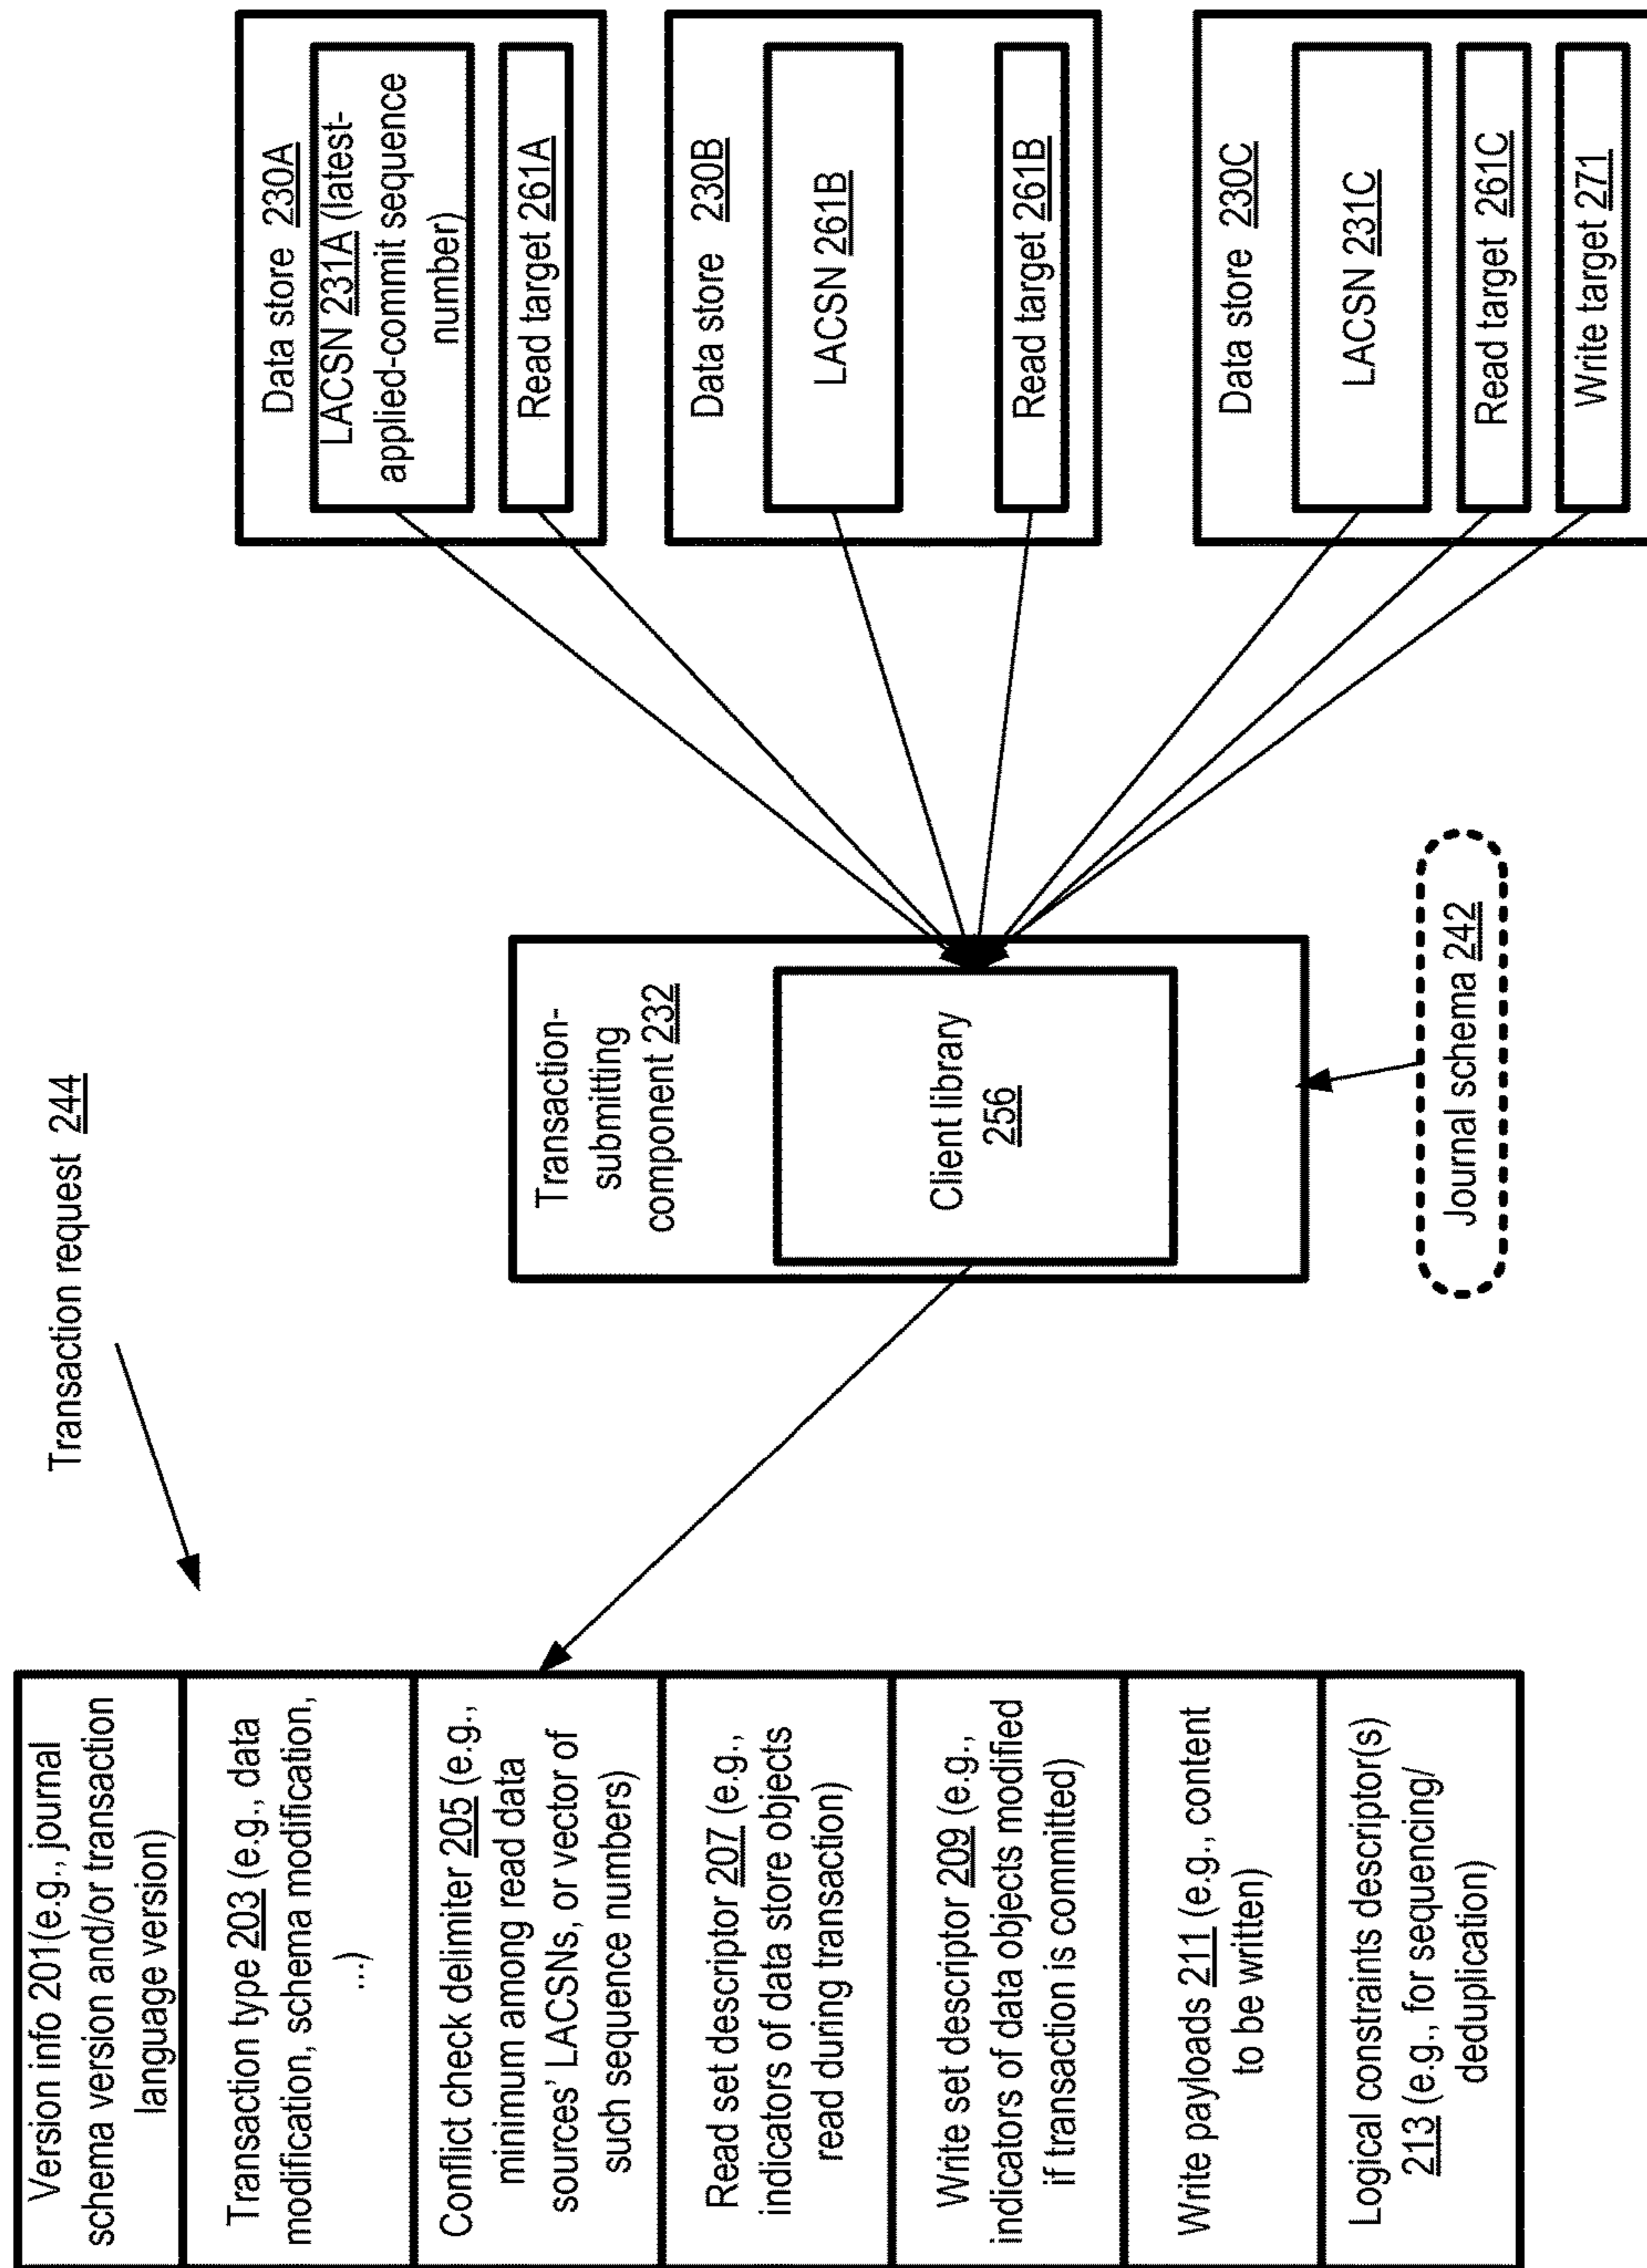 Transaction request 244
Version info 201(e.g., journal
schema version and/or transaction
language version)
Transaction type 203 (e.g., data
modification, schema modification,
...)
Conflict check delimiter 205 (e.g.,
minimum among read data
sources' LACSNs, or vector of
such sequence numbers)
Read set descriptor 207 (e.g.,
indicators of data store objects
read during transaction)
Write set descriptor 209 (e.g.,
indicators of data objects modified
if transaction is committed)
Write payloads 211 (e.g., content
to be written)
Logical constraints descriptor(s)
213 (e.g., for sequencing/
deduplication)
Transaction-
submitting
component 232
Client library
256
Journal schema 242
Data store 230A
LACSN 231A (latest-
applied-commit sequence
number)
Read target 261A
Data store 230B
LACSN 261B
Read target 261B
Data store 230C
LACSN 231C
Read target 261C
Write target 271